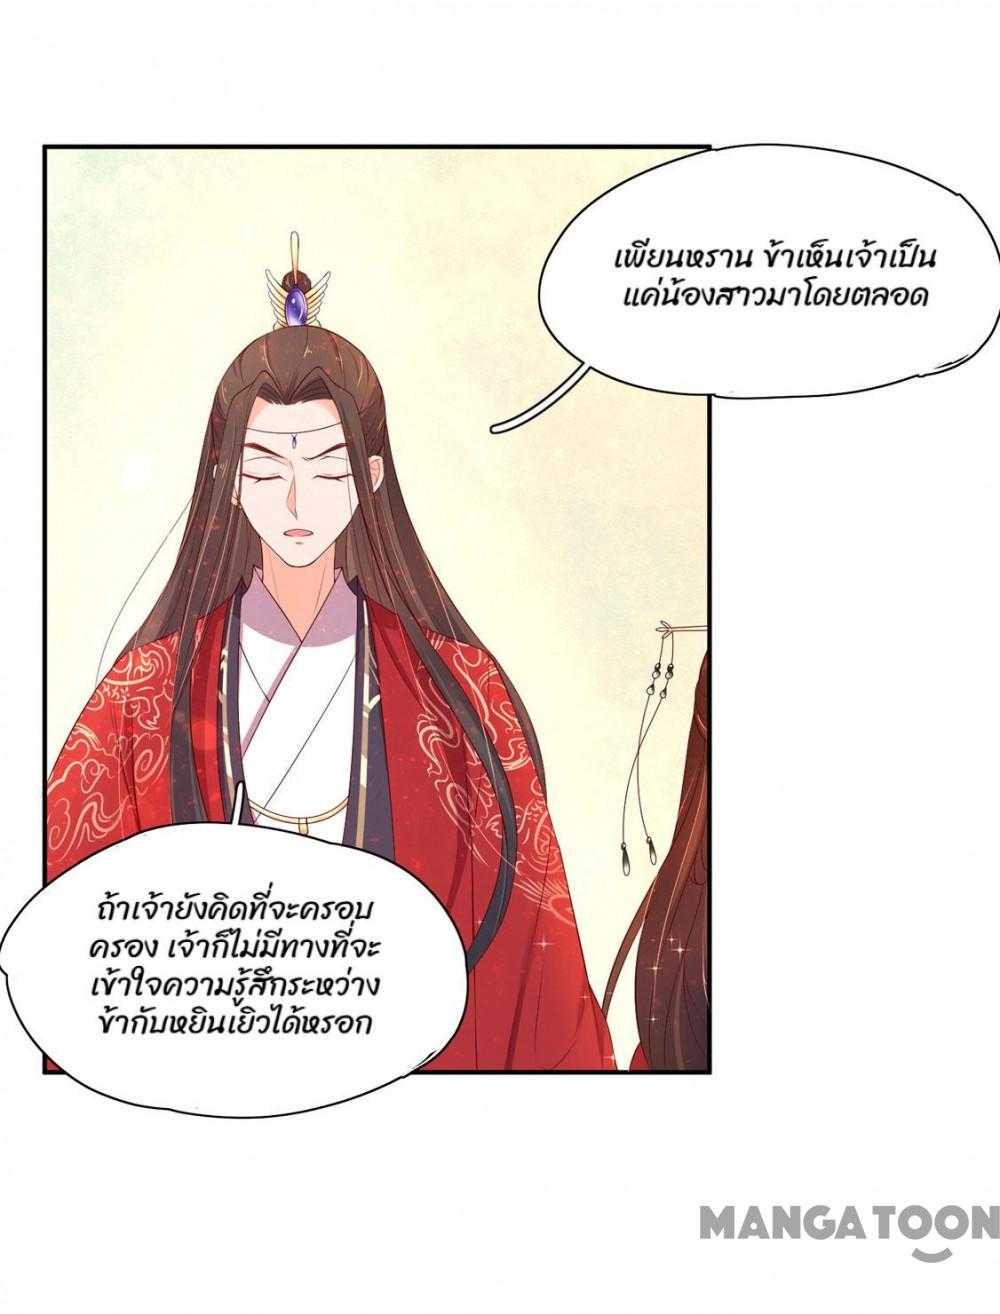 เพียนหราน ข้าเห็นเจ้าเป็น
แค่น้องสาวมาโดยตลอด
ถ้าเจ้ายังคิดที่จะครอบ
ครอง เจ้าก็ไม่มีทางที่จะ
เข้าใจความรู้สึกระหว่าง
ข้ากับหยินเยิวได้หรอก
MANGATOON